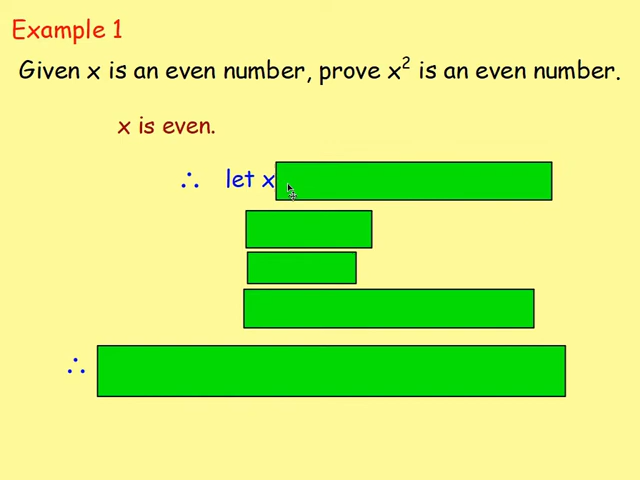 Example 1
Given x is an even number, prove x² is an even number.
x is even.
∴ let x
∴